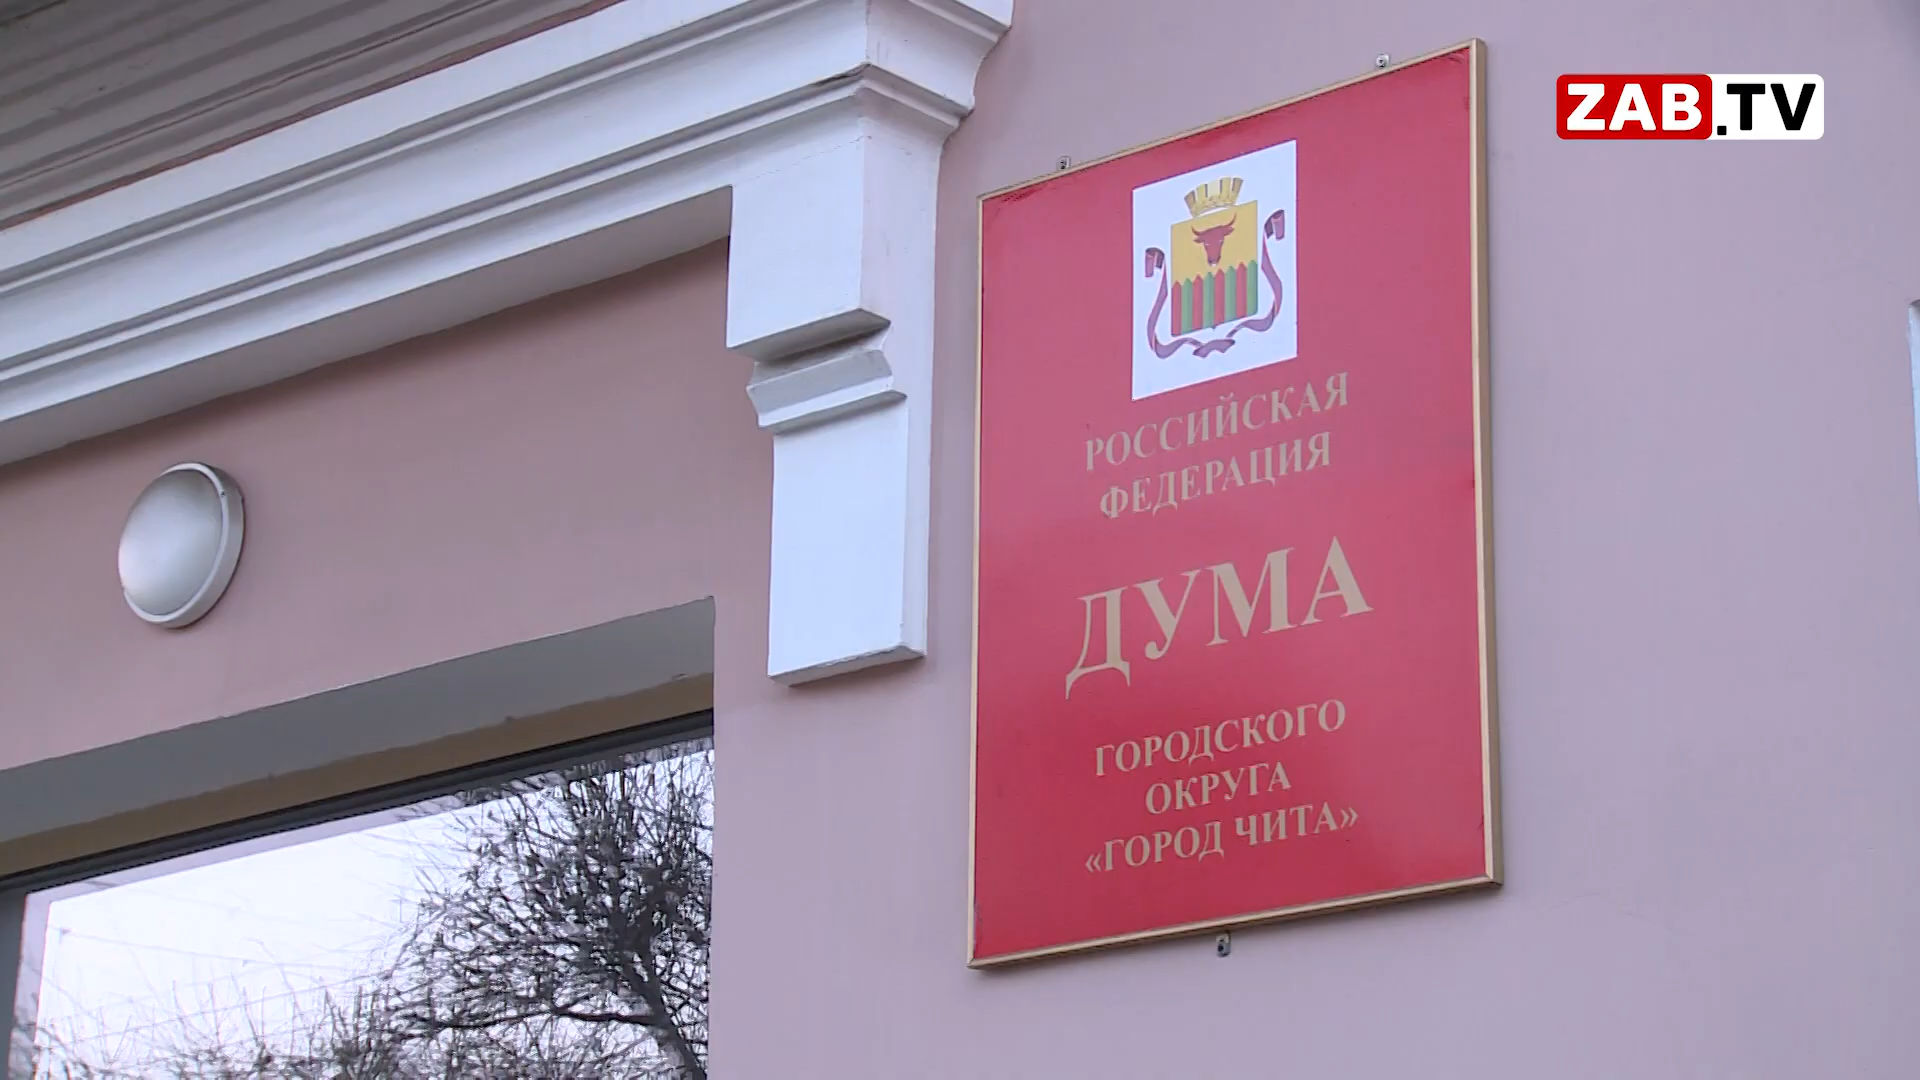 ZAB.TV
РОССИЙСКАЯ
ФЕДЕРАЦИЯ
ДУМА
ГОРОДСКОГО
ОКРУГА
«ГОРОД ЧИТА»